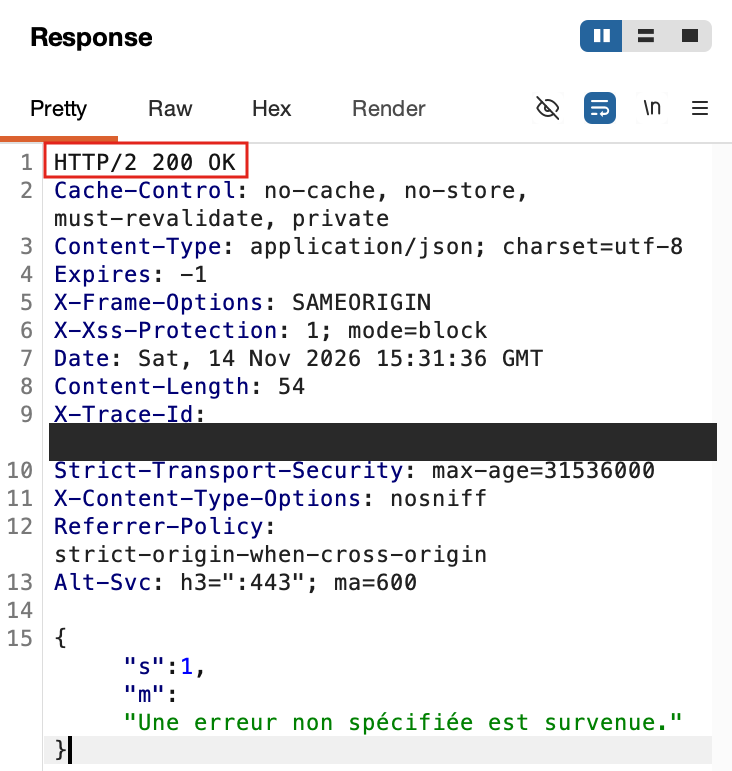 Response
Pretty Raw Hex Render \n
1 HTTP/2 200 OK
2 Cache-Control: no-cache, no-store,
must-revalidate, private
3 Content-Type: application/json; charset=utf-8
4 Expires: -1
5 X-Frame-Options: SAMEORIGIN
6 X-Xss-Protection: 1; mode=block
7 Date: Sat, 14 Nov 2026 15:31:36 GMT
8 Content-Length: 54
9 X-Trace-Id:
10 Strict-Transport-Security: max-age=31536000
11 X-Content-Type-Options: nosniff
12 Referrer-Policy:
strict-origin-when-cross-origin
13 Alt-Svc: h3=":443"; ma=600
14
15 {
"s":1,
"m":
"Une erreur non spécifiée est survenue."
}